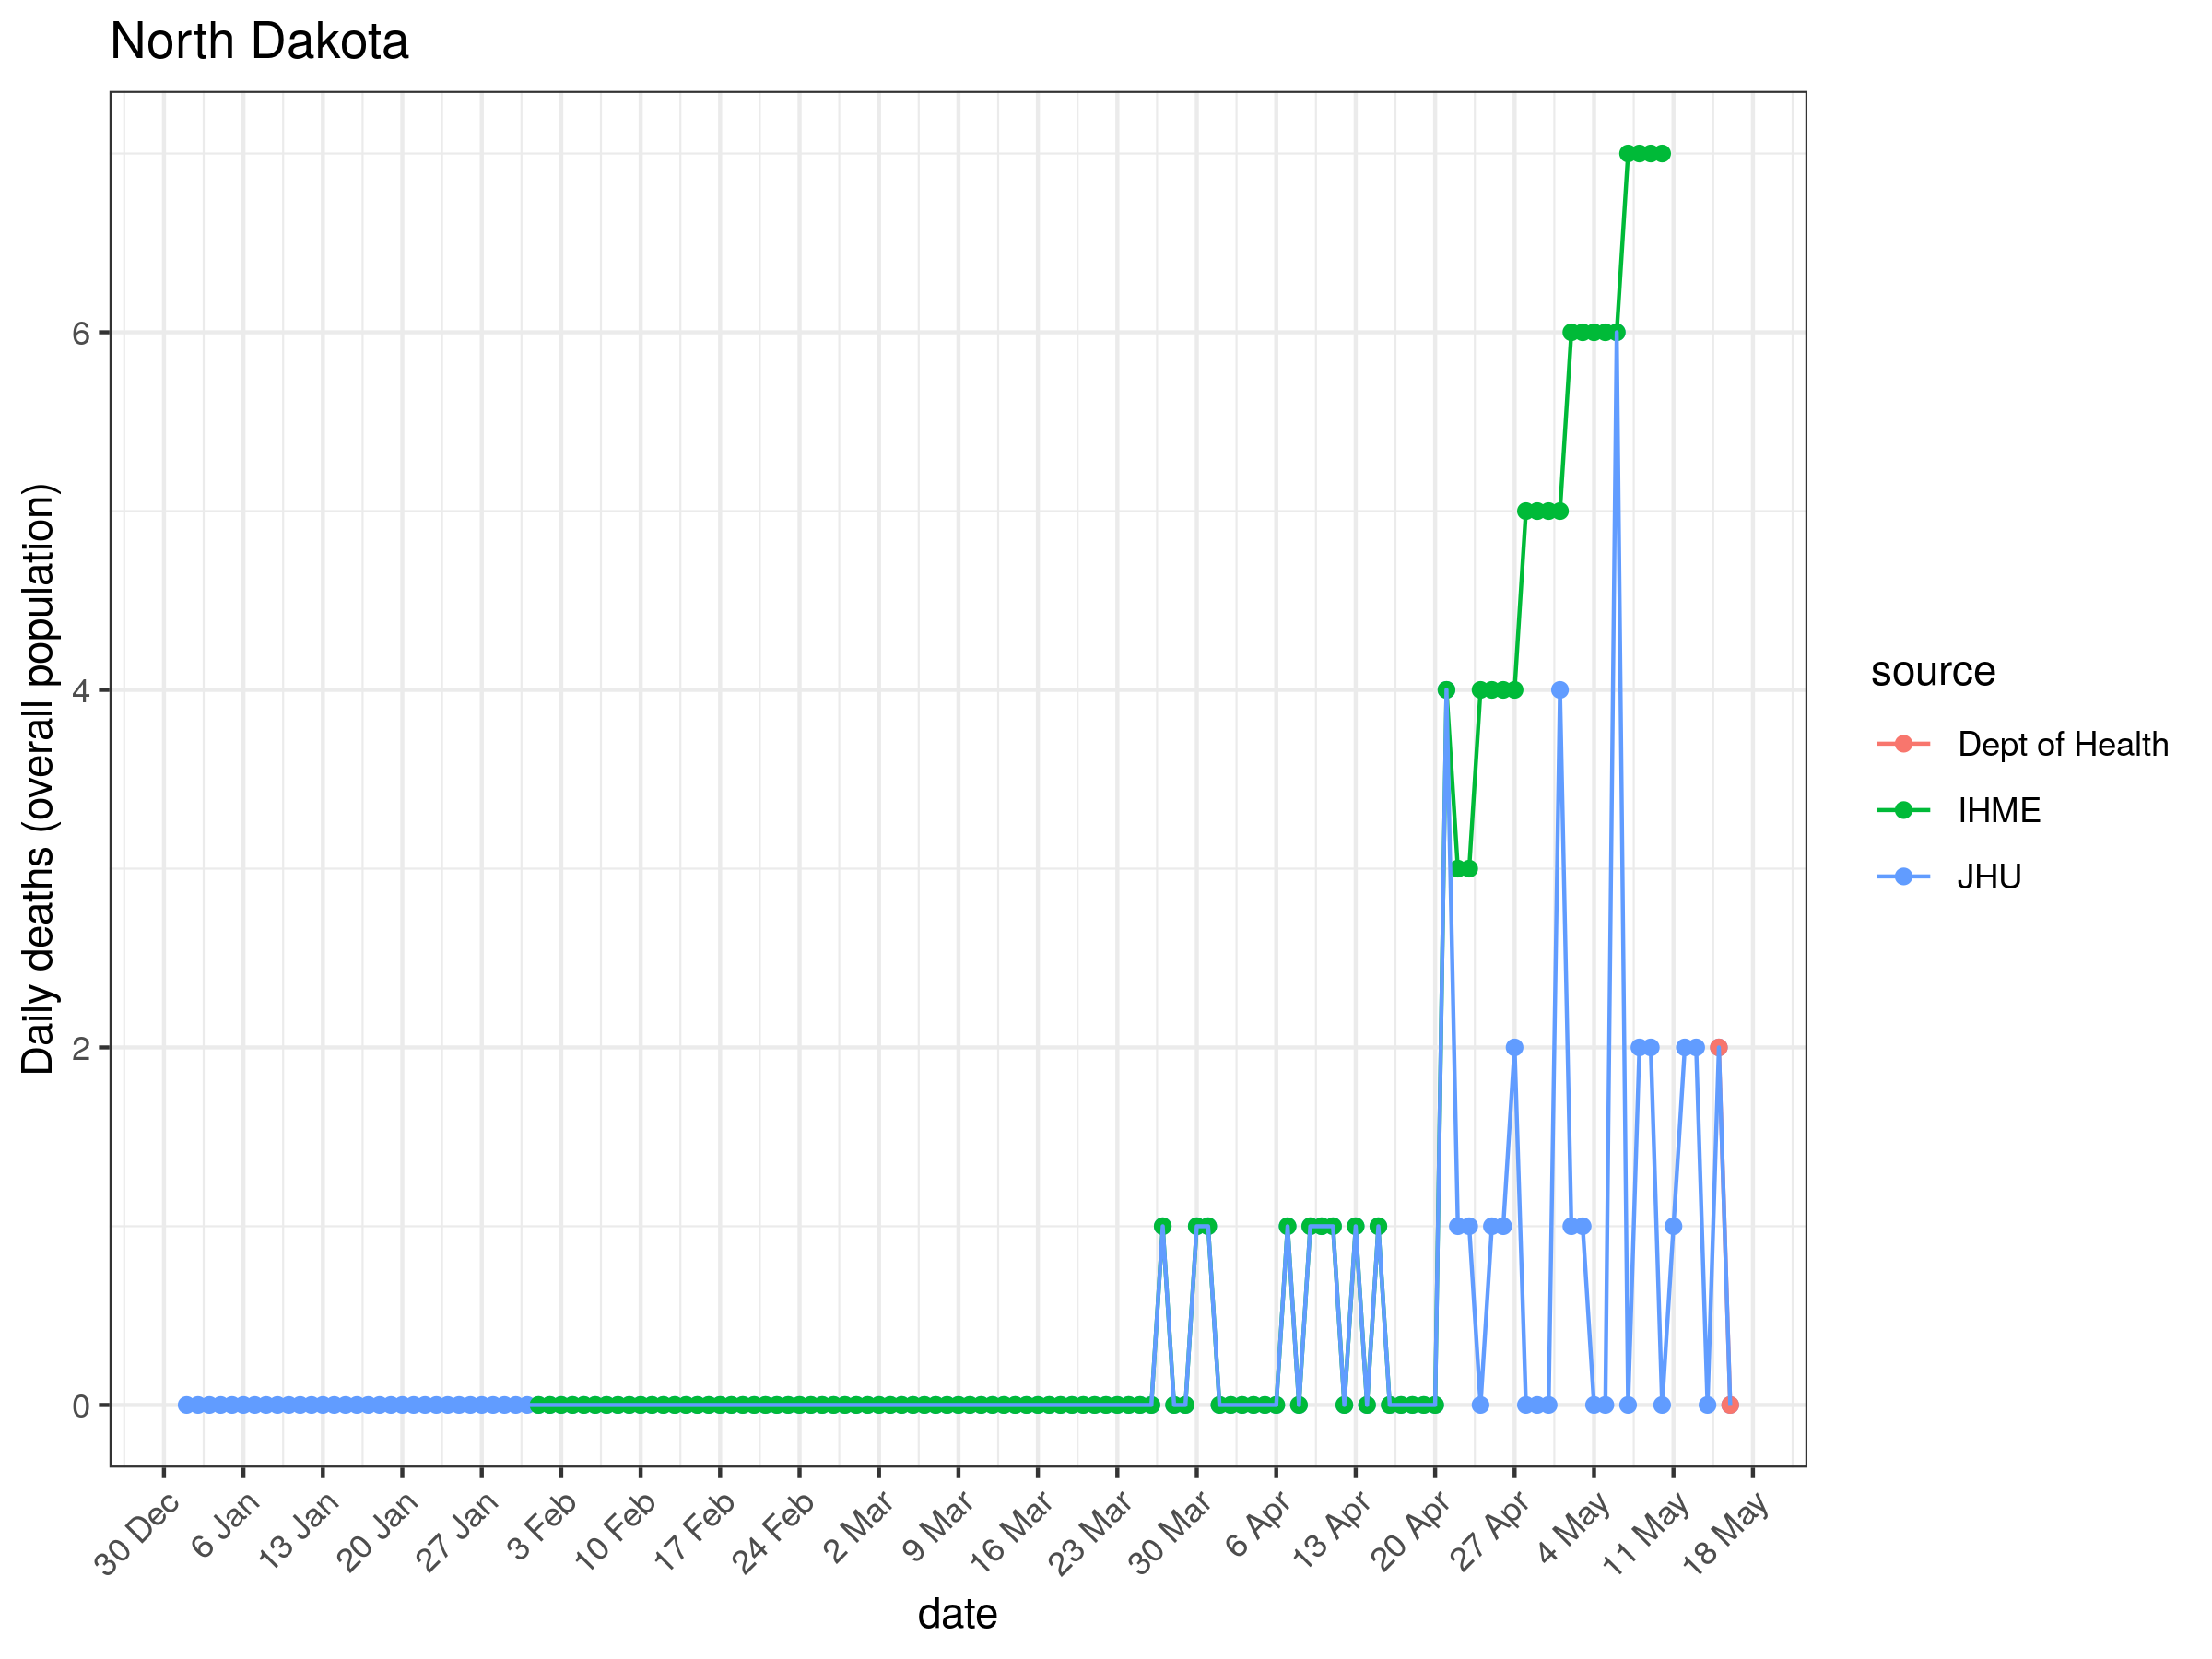 North Dakota
Daily deaths (overall population)
6
4
2
0
30 Dec
6 Jan
13 Jan
20 Jan
27 Jan
3 Feb
10 Feb
17 Feb
24 Feb
2 Mar
9 Mar
16 Mar
23 Mar
30 Mar
6 Apr
13 Apr
20 Apr
27 Apr
4 May
11 May
18 May
date
source
Dept of Health
IHME
JHU